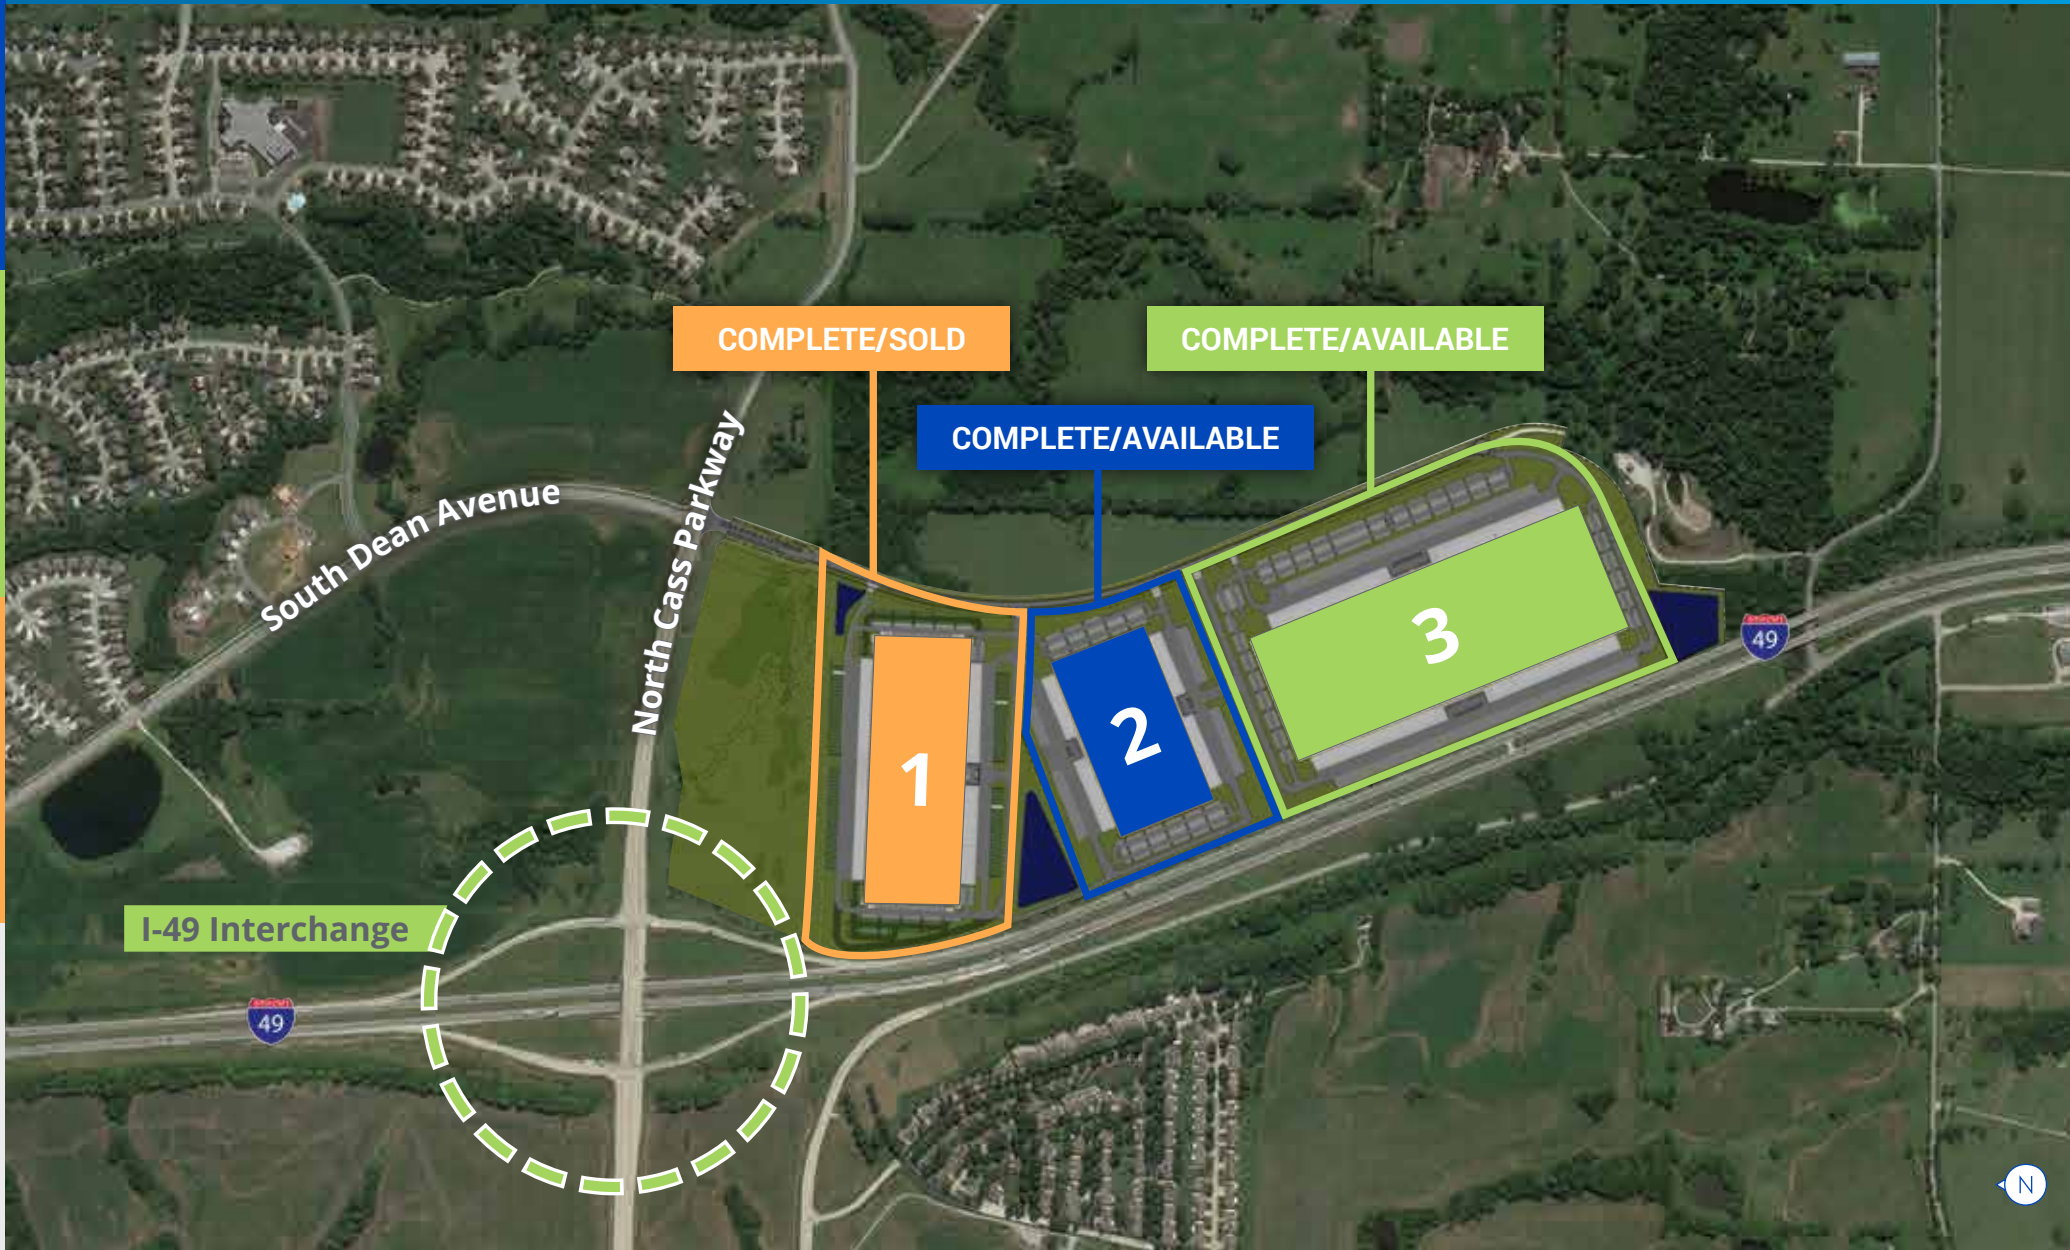 COMPLETE/SOLD
COMPLETE/AVAILABLE
COMPLETE/AVAILABLE
South Dean Avenue
North Cass Parkway
1
2
3
49
I-49 Interchange
49
N